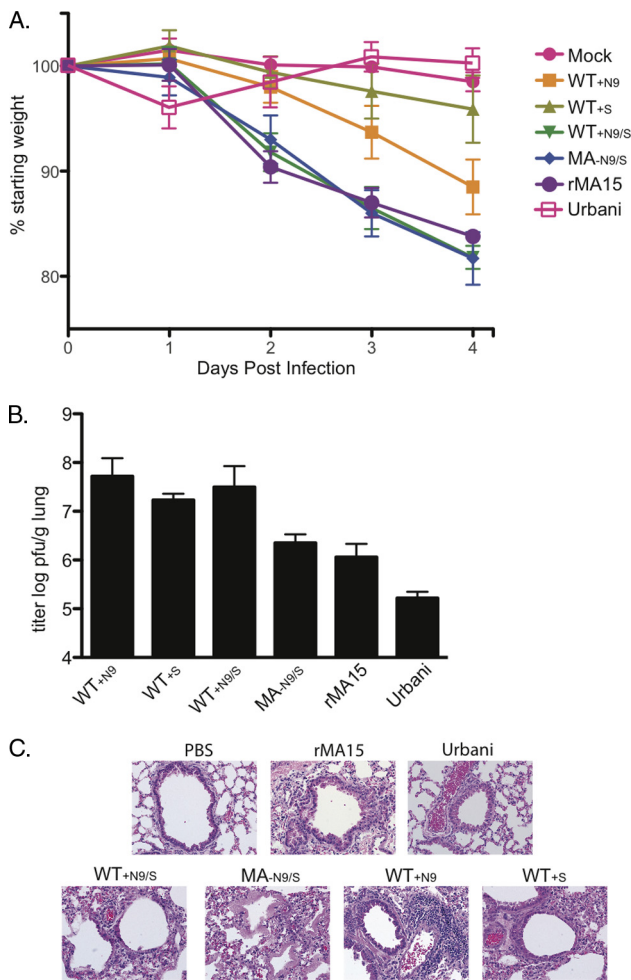 A.
% starting weight
100
90
80
0 1 2 3 4
Days Post Infection
Mock
WT+N9
WT+S
WT+N9/S
MA-N9/S
rMA15
Urbani
B.
titer log pfu/g lung
9
8
7
6
5
4
WT+N9 WT+S WT+N9/S MA-N9/S rMA15 Urbani
C.
PBS rMA15 Urbani
WT+N9/S MA-N9/S WT+N9 WT+S